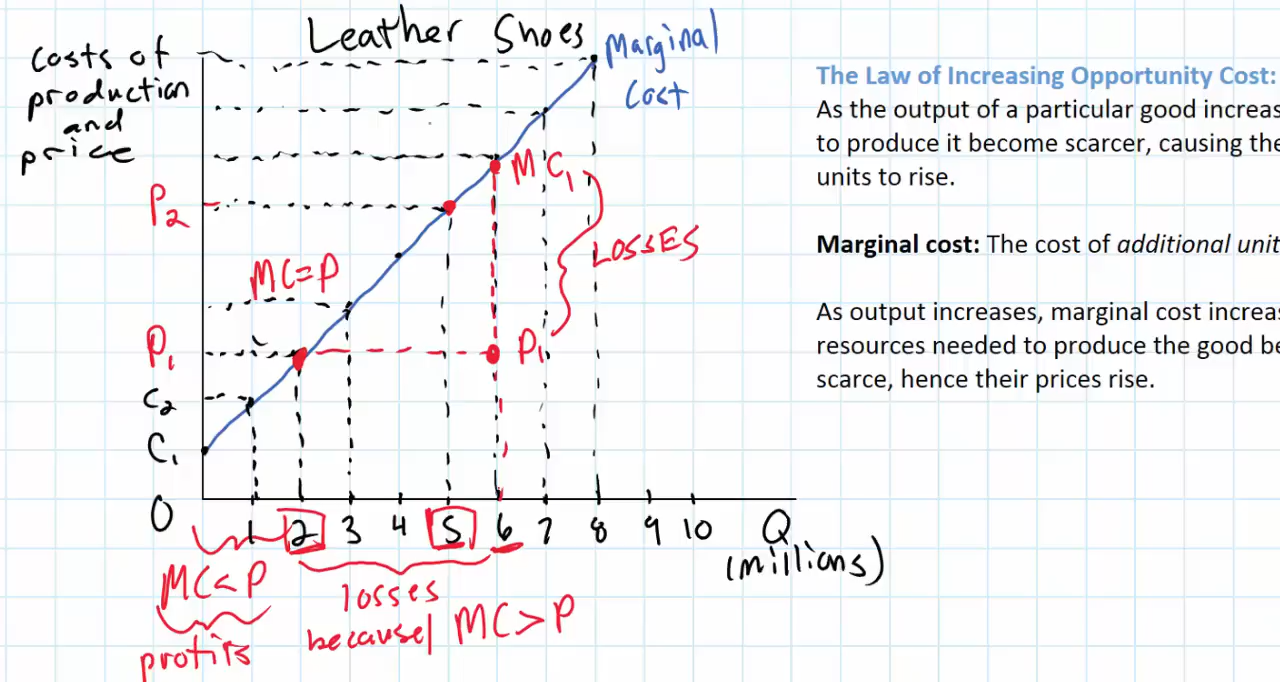 Leather Shoes
costs of
production
and
price
Marginal
Cost
P₂
MC₁
LOSSES
MC=P
P₁
P₁
C₂
C₁
0
1 2 3 4 5 6 7 8 9 10 Q
(millions)
MC<P
profits
losses
because MC>P
The Law of Increasing Opportunity Cost:
As the output of a particular good increas
to produce it become scarcer, causing the
units to rise.
Marginal cost: The cost of additional unit
As output increases, marginal cost increa
resources needed to produce the good be
scarce, hence their prices rise.